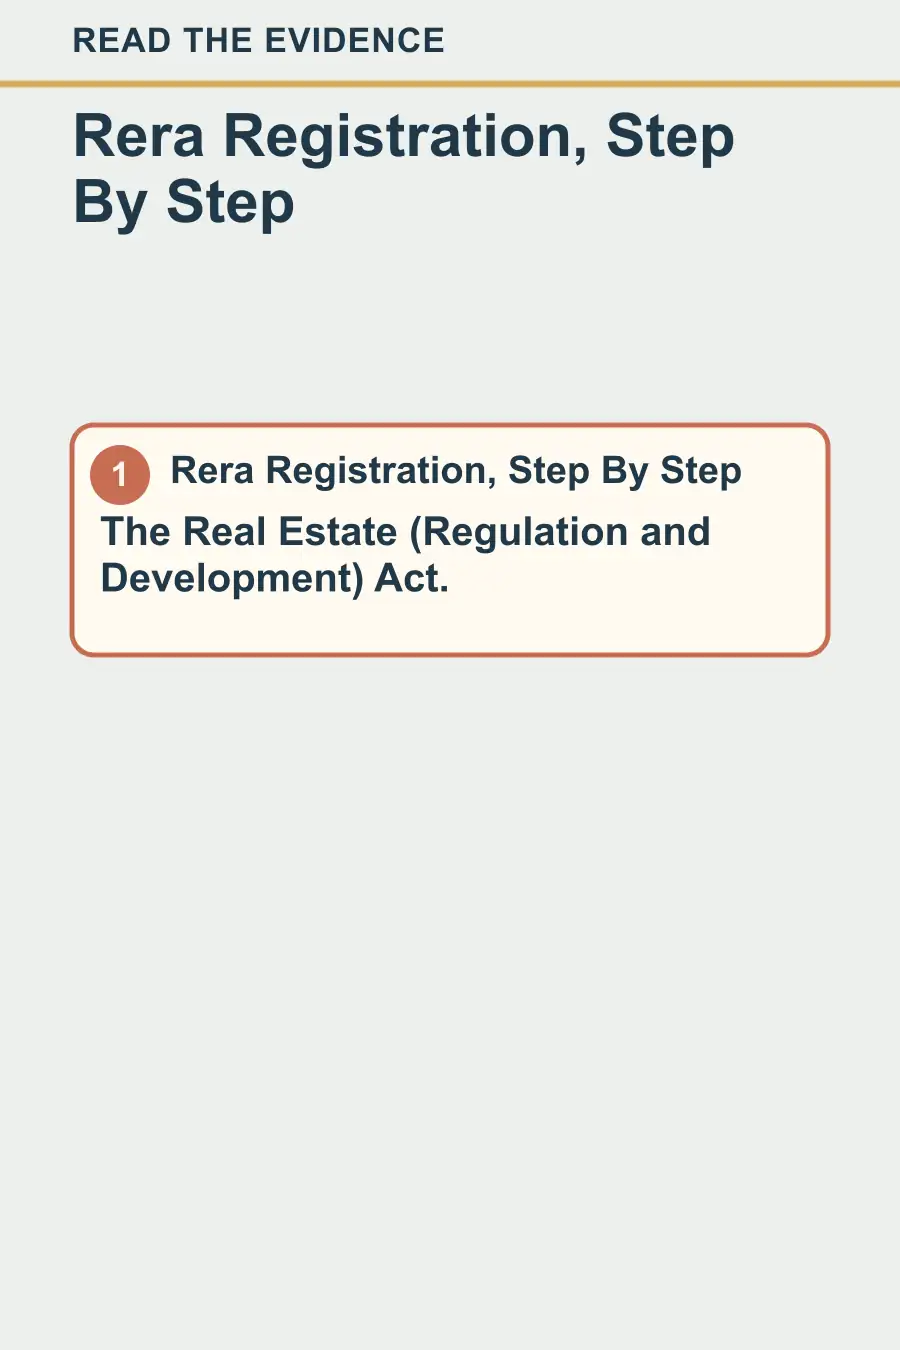 READ THE EVIDENCE
Rera Registration, Step
By Step
1 Rera Registration, Step By Step
The Real Estate (Regulation and
Development) Act.